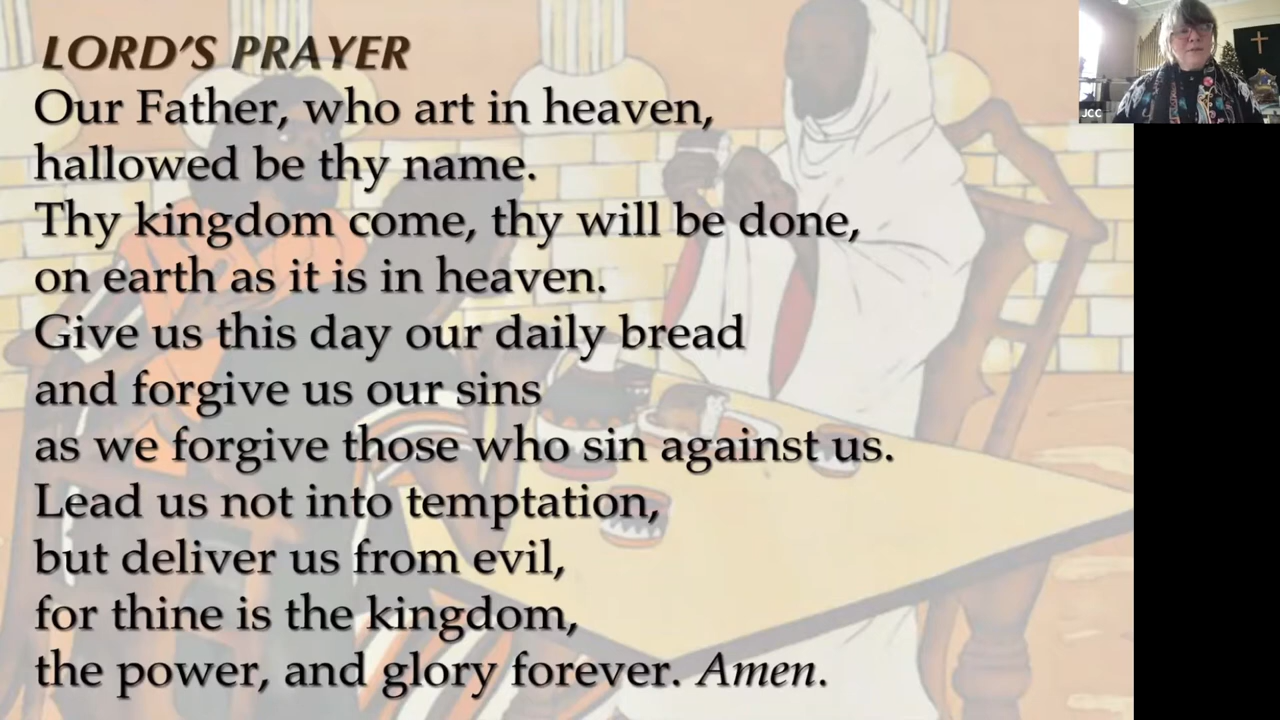 LORD'S PRAYER
Our Father, who art in heaven,
hallowed be thy name.
Thy kingdom come, thy will be done,
on earth as it is in heaven.
Give us this day our daily bread
and forgive us our sins
as we forgive those who sin against us.
Lead us not into temptation,
but deliver us from evil,
for thine is the kingdom,
the power, and glory forever. Amen.
JCC